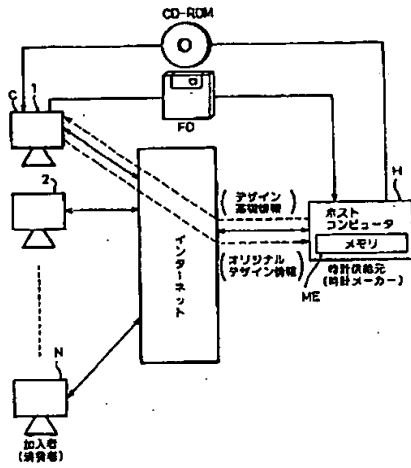 CD-ROM
FD
C
1
2
N
H
(デザイン
基礎情報)
(オリジナル
デザイン情報)
インターネット
ホスト
コンピュータ
メモリ
ME
時計供給元
(時計メーカー)
加入者
(消費者)